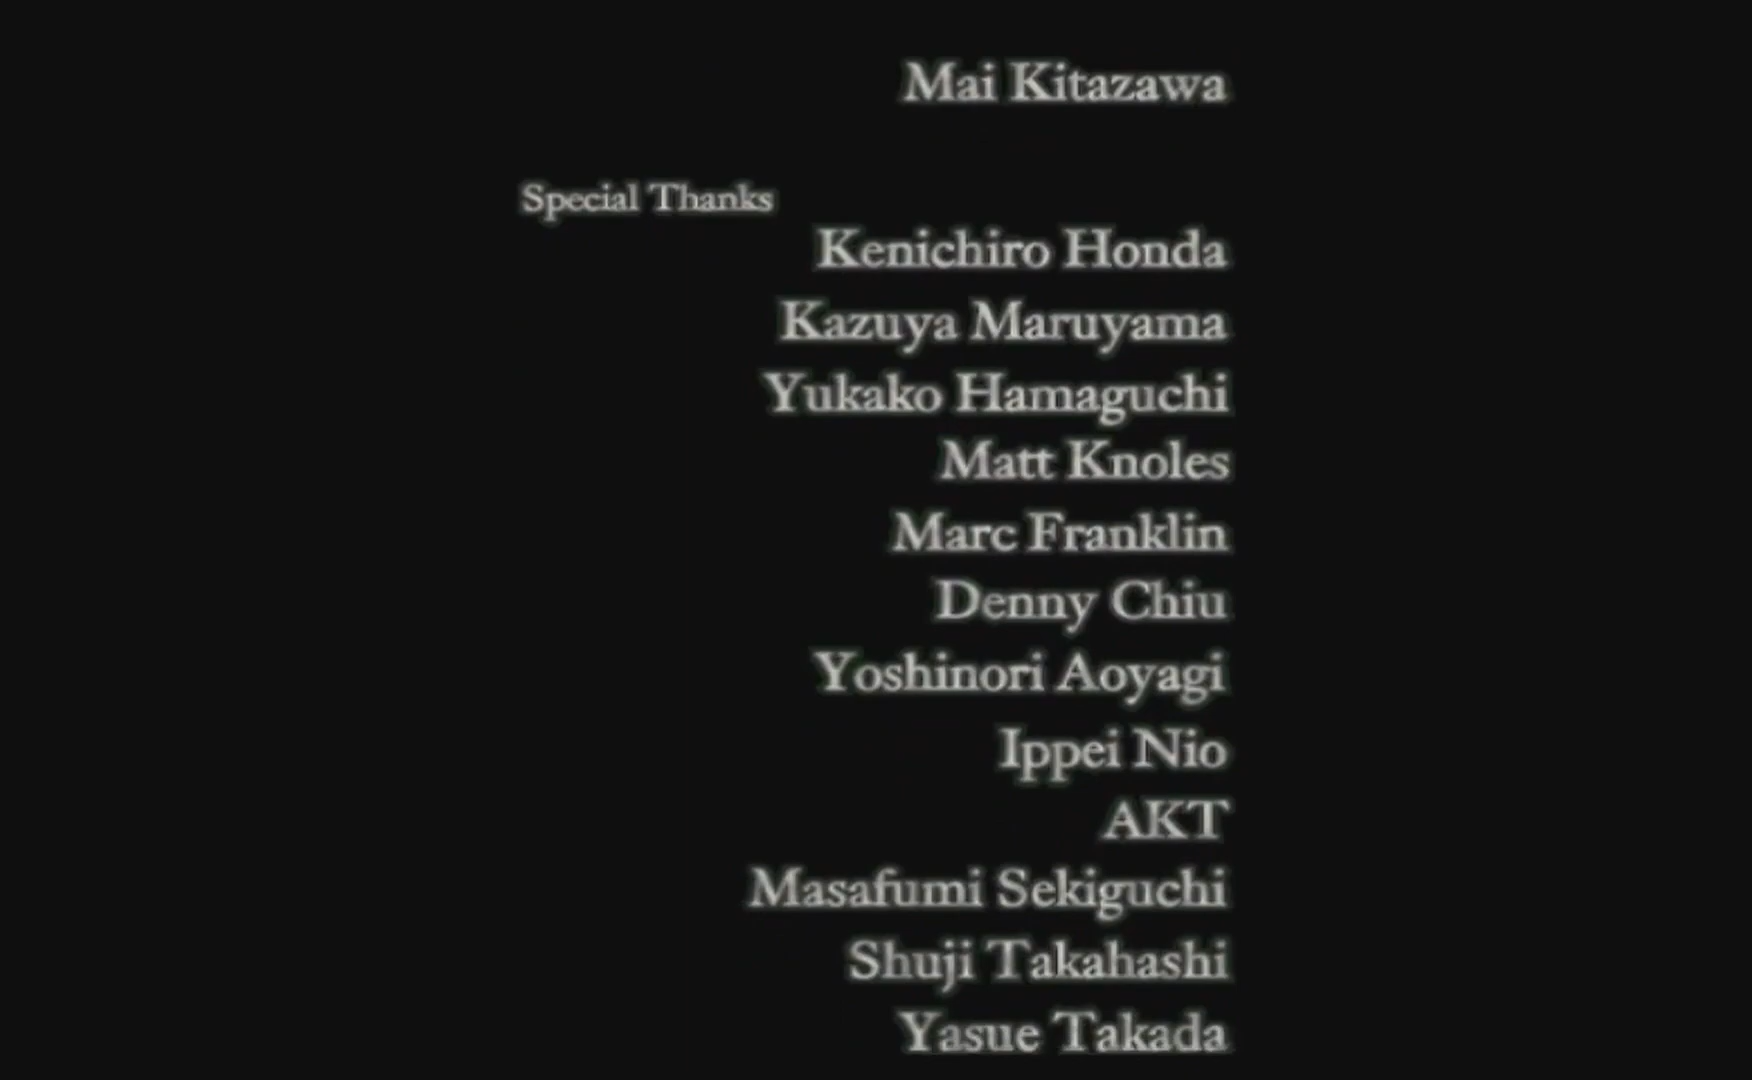 Mai Kitazawa
Special Thanks
Kenichiro Honda
Kazuya Maruyama
Yukako Hamaguchi
Matt Knoles
Marc Franklin
Denny Chiu
Yoshinori Aoyagi
Ippei Nio
AKT
Masafumi Sekiguchi
Shuji Takahashi
Yasue Takada